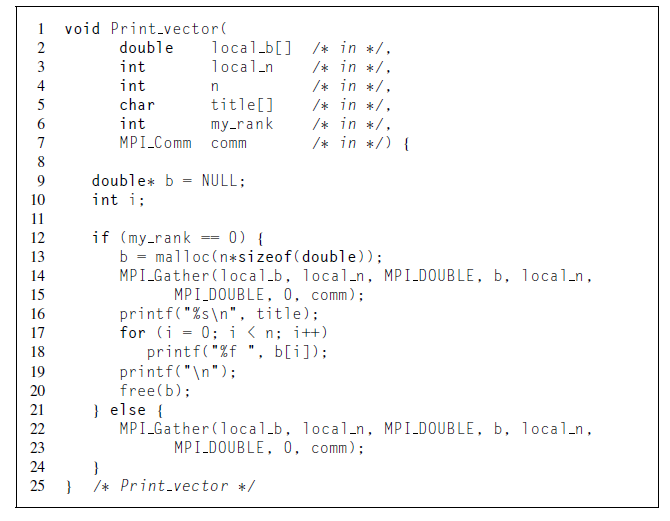 1 void Print_vector(
2 double local_b[] /* in */,
3 int local_n /* in */,
4 int n /* in */,
5 char title[] /* in */,
6 int my_rank /* in */,
7 MPI_Comm comm /* in */) {
8
9 double* b = NULL;
10 int i;
11
12 if (my_rank == 0) {
13 b = malloc(n*sizeof(double));
14 MPI_Gather(local_b, local_n, MPI_DOUBLE, b, local_n,
15 MPI_DOUBLE, 0, comm);
16 printf("%s\n", title);
17 for (i = 0; i < n; i++)
18 printf("%f ", b[i]);
19 printf("\n");
20 free(b);
21 } else {
22 MPI_Gather(local_b, local_n, MPI_DOUBLE, b, local_n,
23 MPI_DOUBLE, 0, comm);
24 }
25 } /* Print_vector */